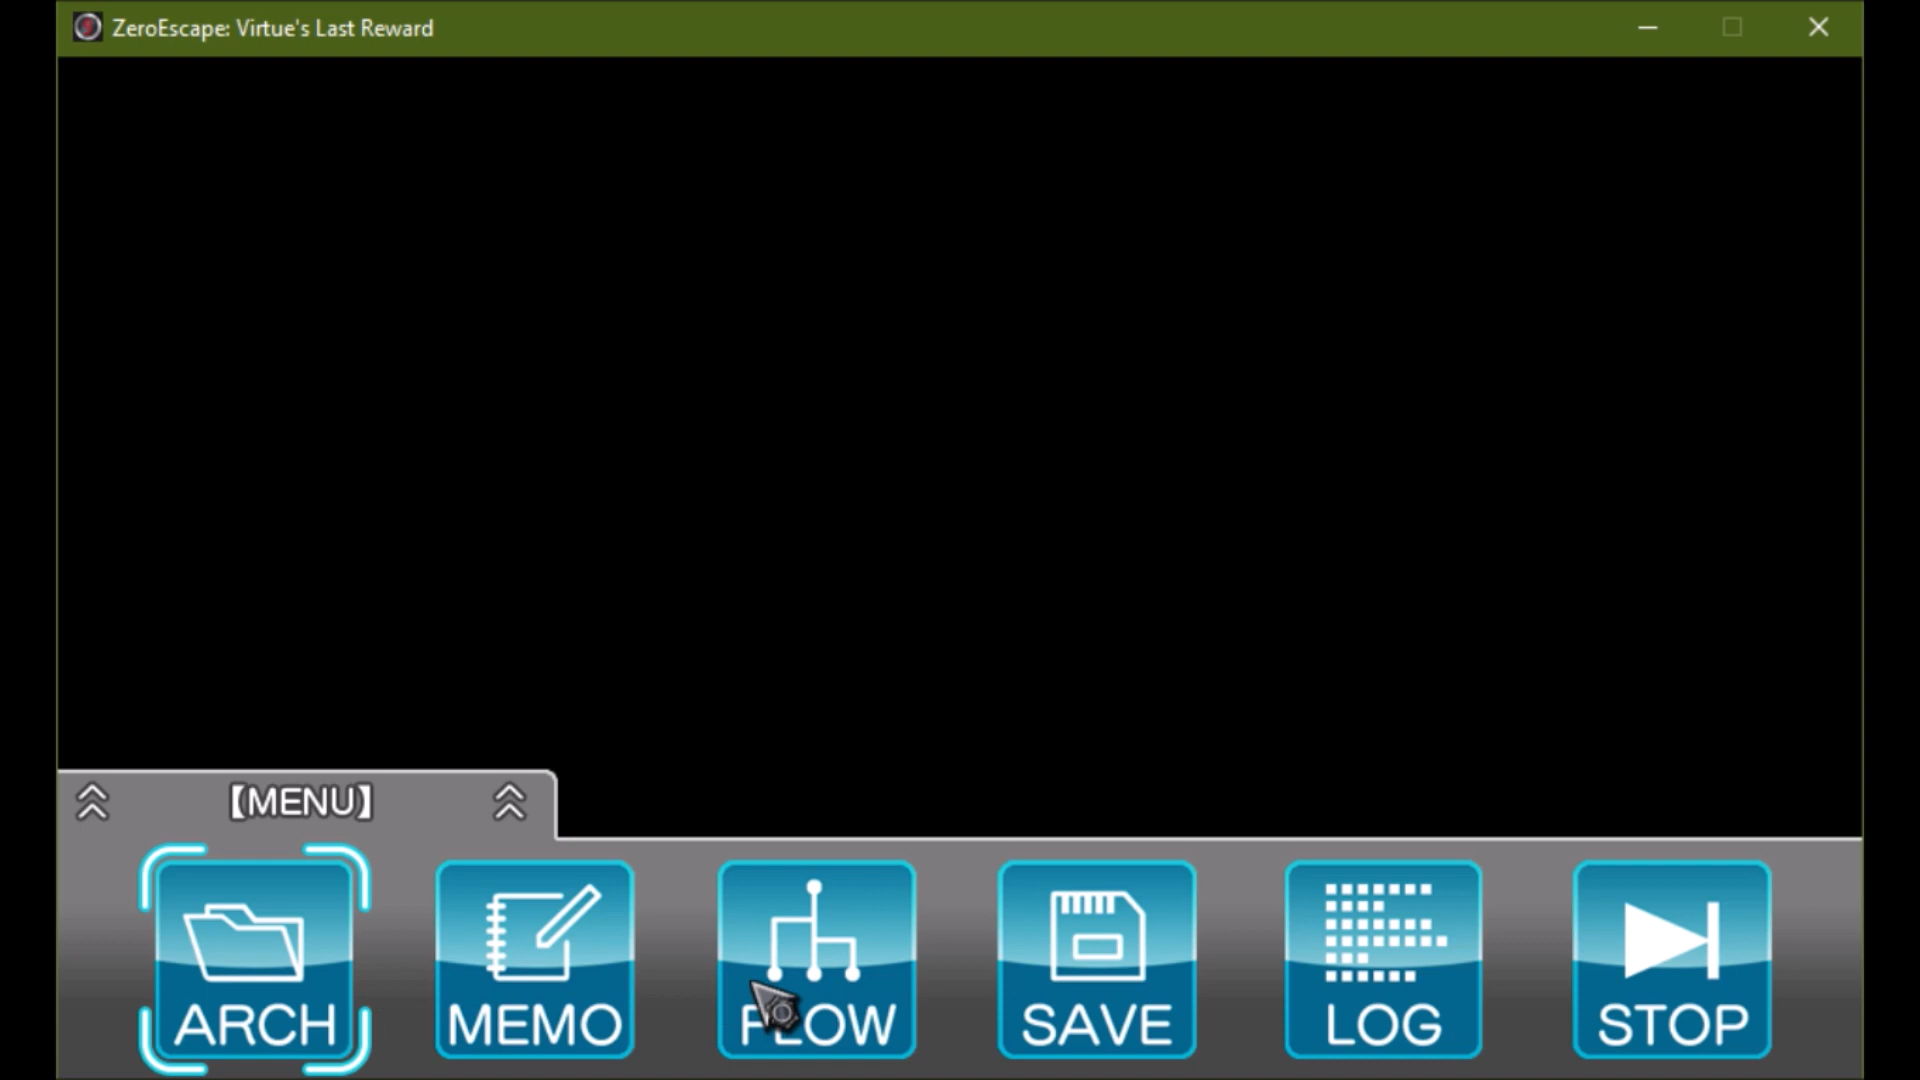 ZeroEscape: Virtue's Last Reward
【MENU】
ARCH
MEMO
FLOW
SAVE
LOG
STOP